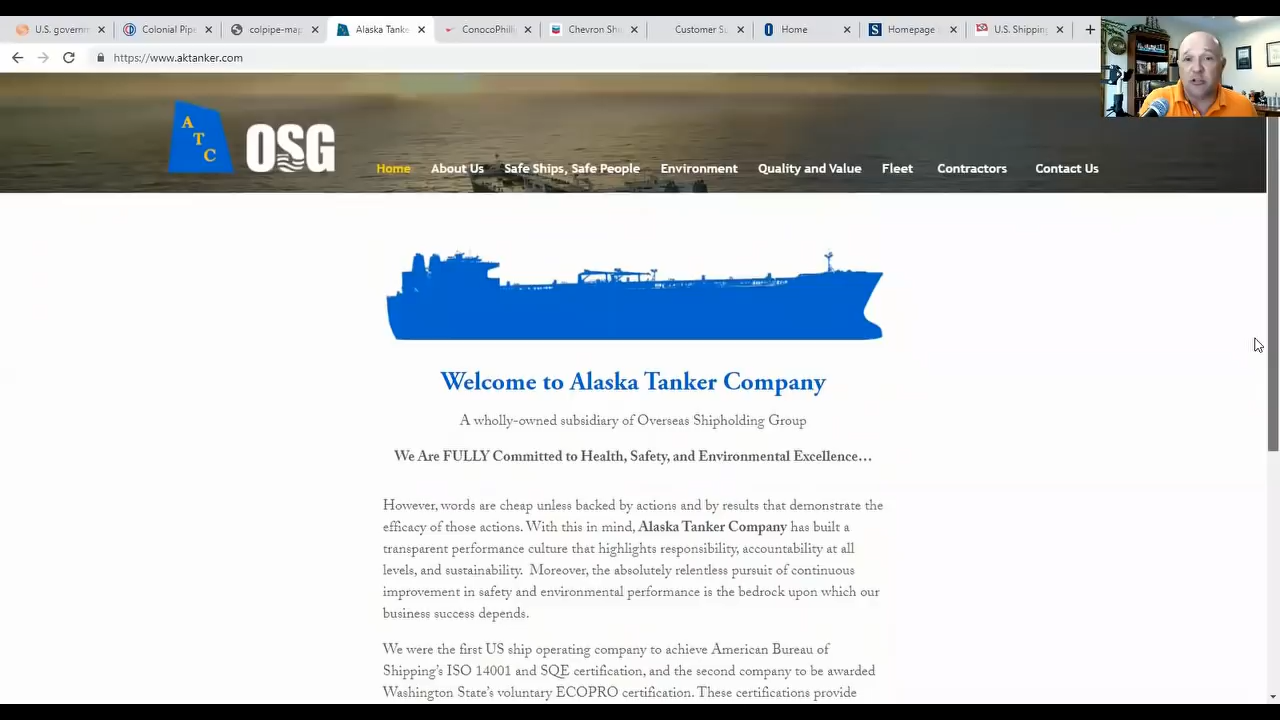 U.S. governm
Colonial Pipe
colpipe-map
Alaska Tanke
ConocoPhilli
Chevron Sh
Customer Su
Home
Homepage
U.S. Shipping
https://www.aktanker.com
A
T
C
OSG
Home About Us Safe Ships, Safe People Environment Quality and Value Fleet Contractors Contact Us
Welcome to Alaska Tanker Company
A wholly-owned subsidiary of Overseas Shipholding Group
We Are FULLY Committed to Health, Safety, and Environmental Excellence…
However, words are cheap unless backed by actions and by results that demonstrate the
efficacy of those actions. With this in mind, Alaska Tanker Company has built a
transparent performance culture that highlights responsibility, accountability at all
levels, and sustainability. Moreover, the absolutely relentless pursuit of continuous
improvement in safety and environmental performance is the bedrock upon which our
business success depends.
We were the first US ship operating company to achieve American Bureau of
Shipping's ISO 14001 and SQE certification, and the second company to be awarded
Washington State's voluntary ECOPRO certification. These certifications provide